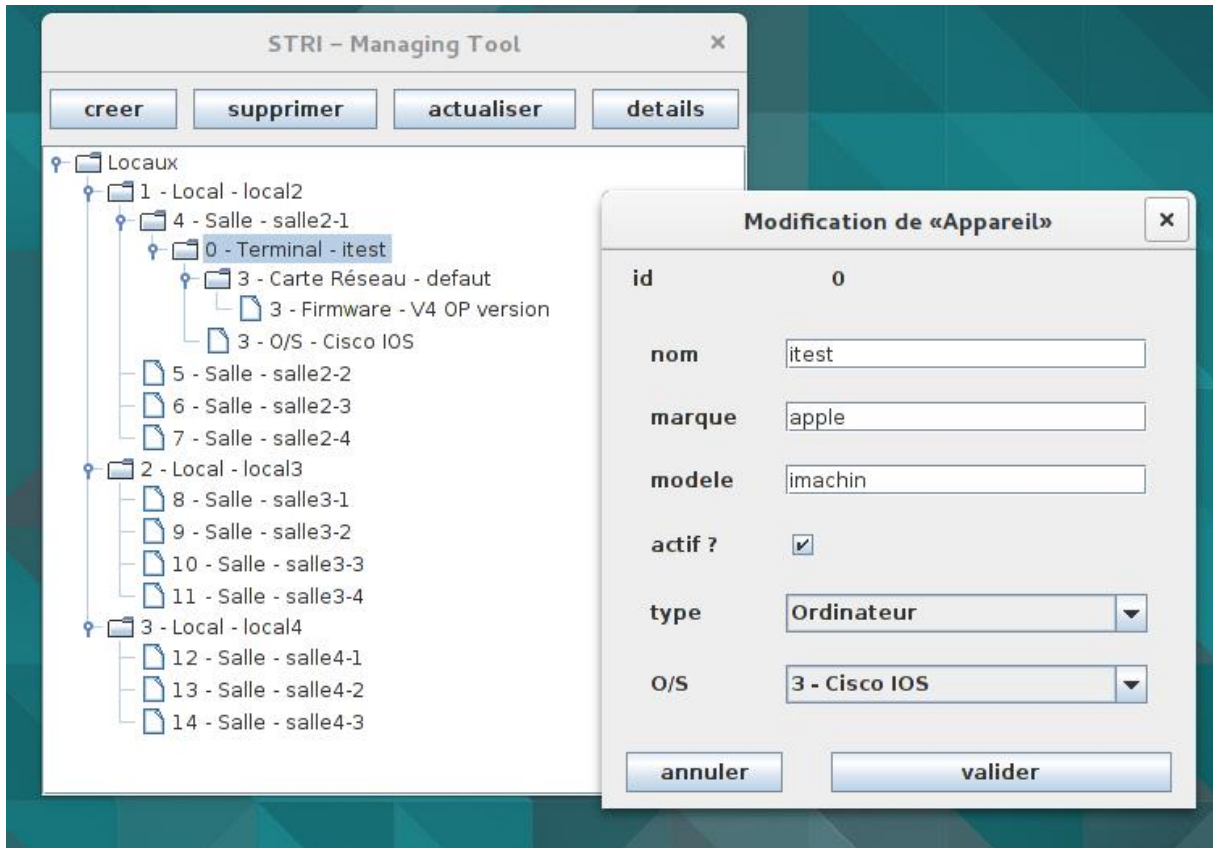 STRI – Managing Tool
creer supprimer actualiser details
Locaux
1 - Local - local2
4 - Salle - salle2-1
0 - Terminal - itest
3 - Carte Réseau - defaut
3 - Firmware - V4 OP version
3 - O/S - Cisco IOS
5 - Salle - salle2-2
6 - Salle - salle2-3
7 - Salle - salle2-4
2 - Local - local3
8 - Salle - salle3-1
9 - Salle - salle3-2
10 - Salle - salle3-3
11 - Salle - salle3-4
3 - Local - local4
12 - Salle - salle4-1
13 - Salle - salle4-2
14 - Salle - salle4-3
Modification de «Appareil»
id 0
nom itest
marque apple
modele imachin
actif ?
type Ordinateur
O/S 3 - Cisco IOS
annuler valider